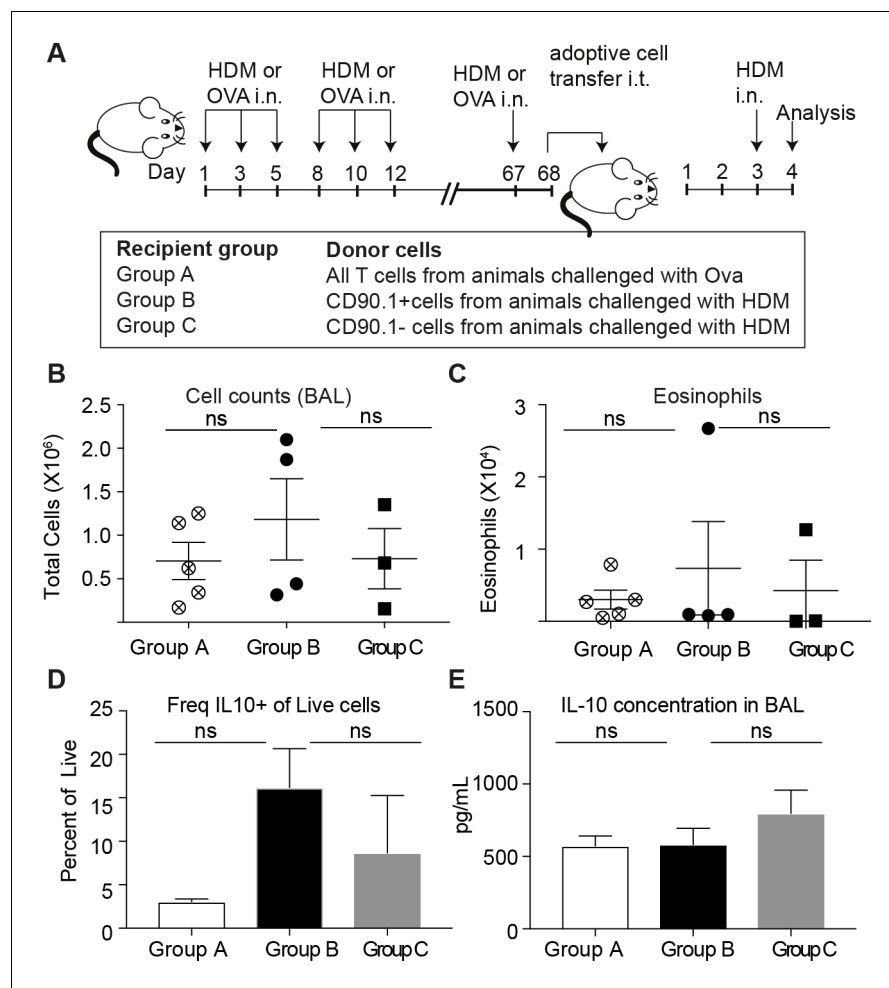 A
HDM or
OVA i.n.
HDM or
OVA i.n.
HDM or
OVA i.n.
adoptive cell
transfer i.t.
HDM
i.n.
Analysis
Day 1 3 5 8 10 12 67 68 1 2 3 4
Recipient group Donor cells
Group A All T cells from animals challenged with Ova
Group B CD90.1+cells from animals challenged with HDM
Group C CD90.1- cells from animals challenged with HDM
B
Cell counts (BAL)
ns ns
Total Cells (X10⁶)
2.5
2.0
1.5
1.0
0.5
Group A Group B Group C
C
Eosinophils
ns ns
Eosinophils (X10⁴)
3
2
1
Group A Group B Group C
D
Freq IL10+ of Live cells
ns ns
Percent of Live
25
20
15
10
5
0
Group A Group B Group C
E
IL-10 concentration in BAL
ns ns
pg/mL
1500
1000
500
0
Group A Group B Group C